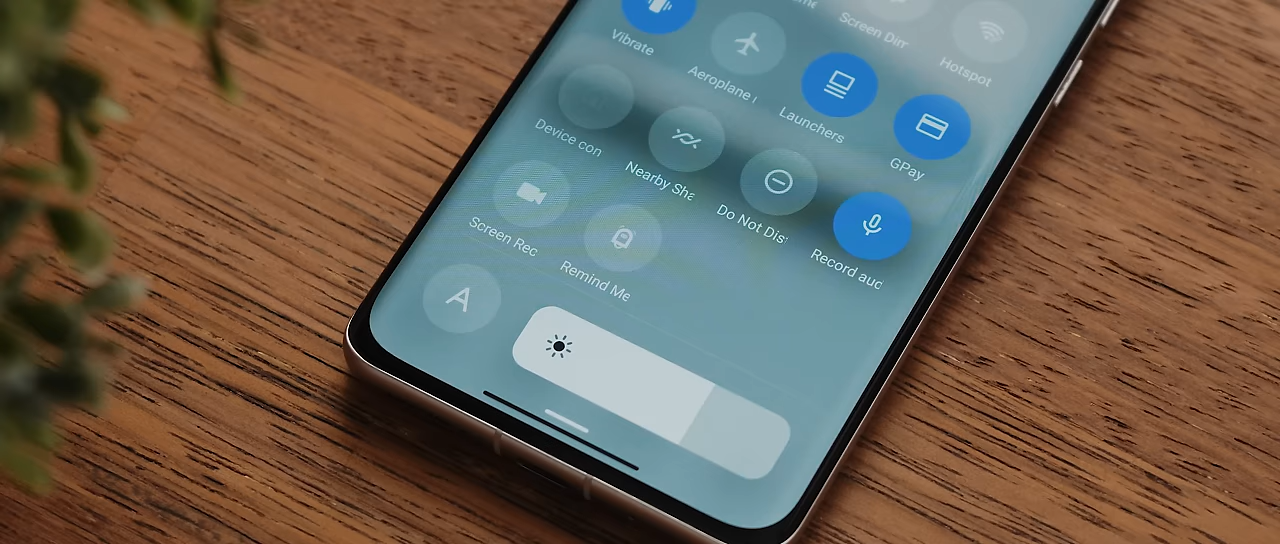 Screen Dim
Hotspot
Vibrate
Aeroplane
Launchers
GPay
Device con
Nearby Sha
Do Not Dis
Record aud
Screen Rec
Remind Me
A